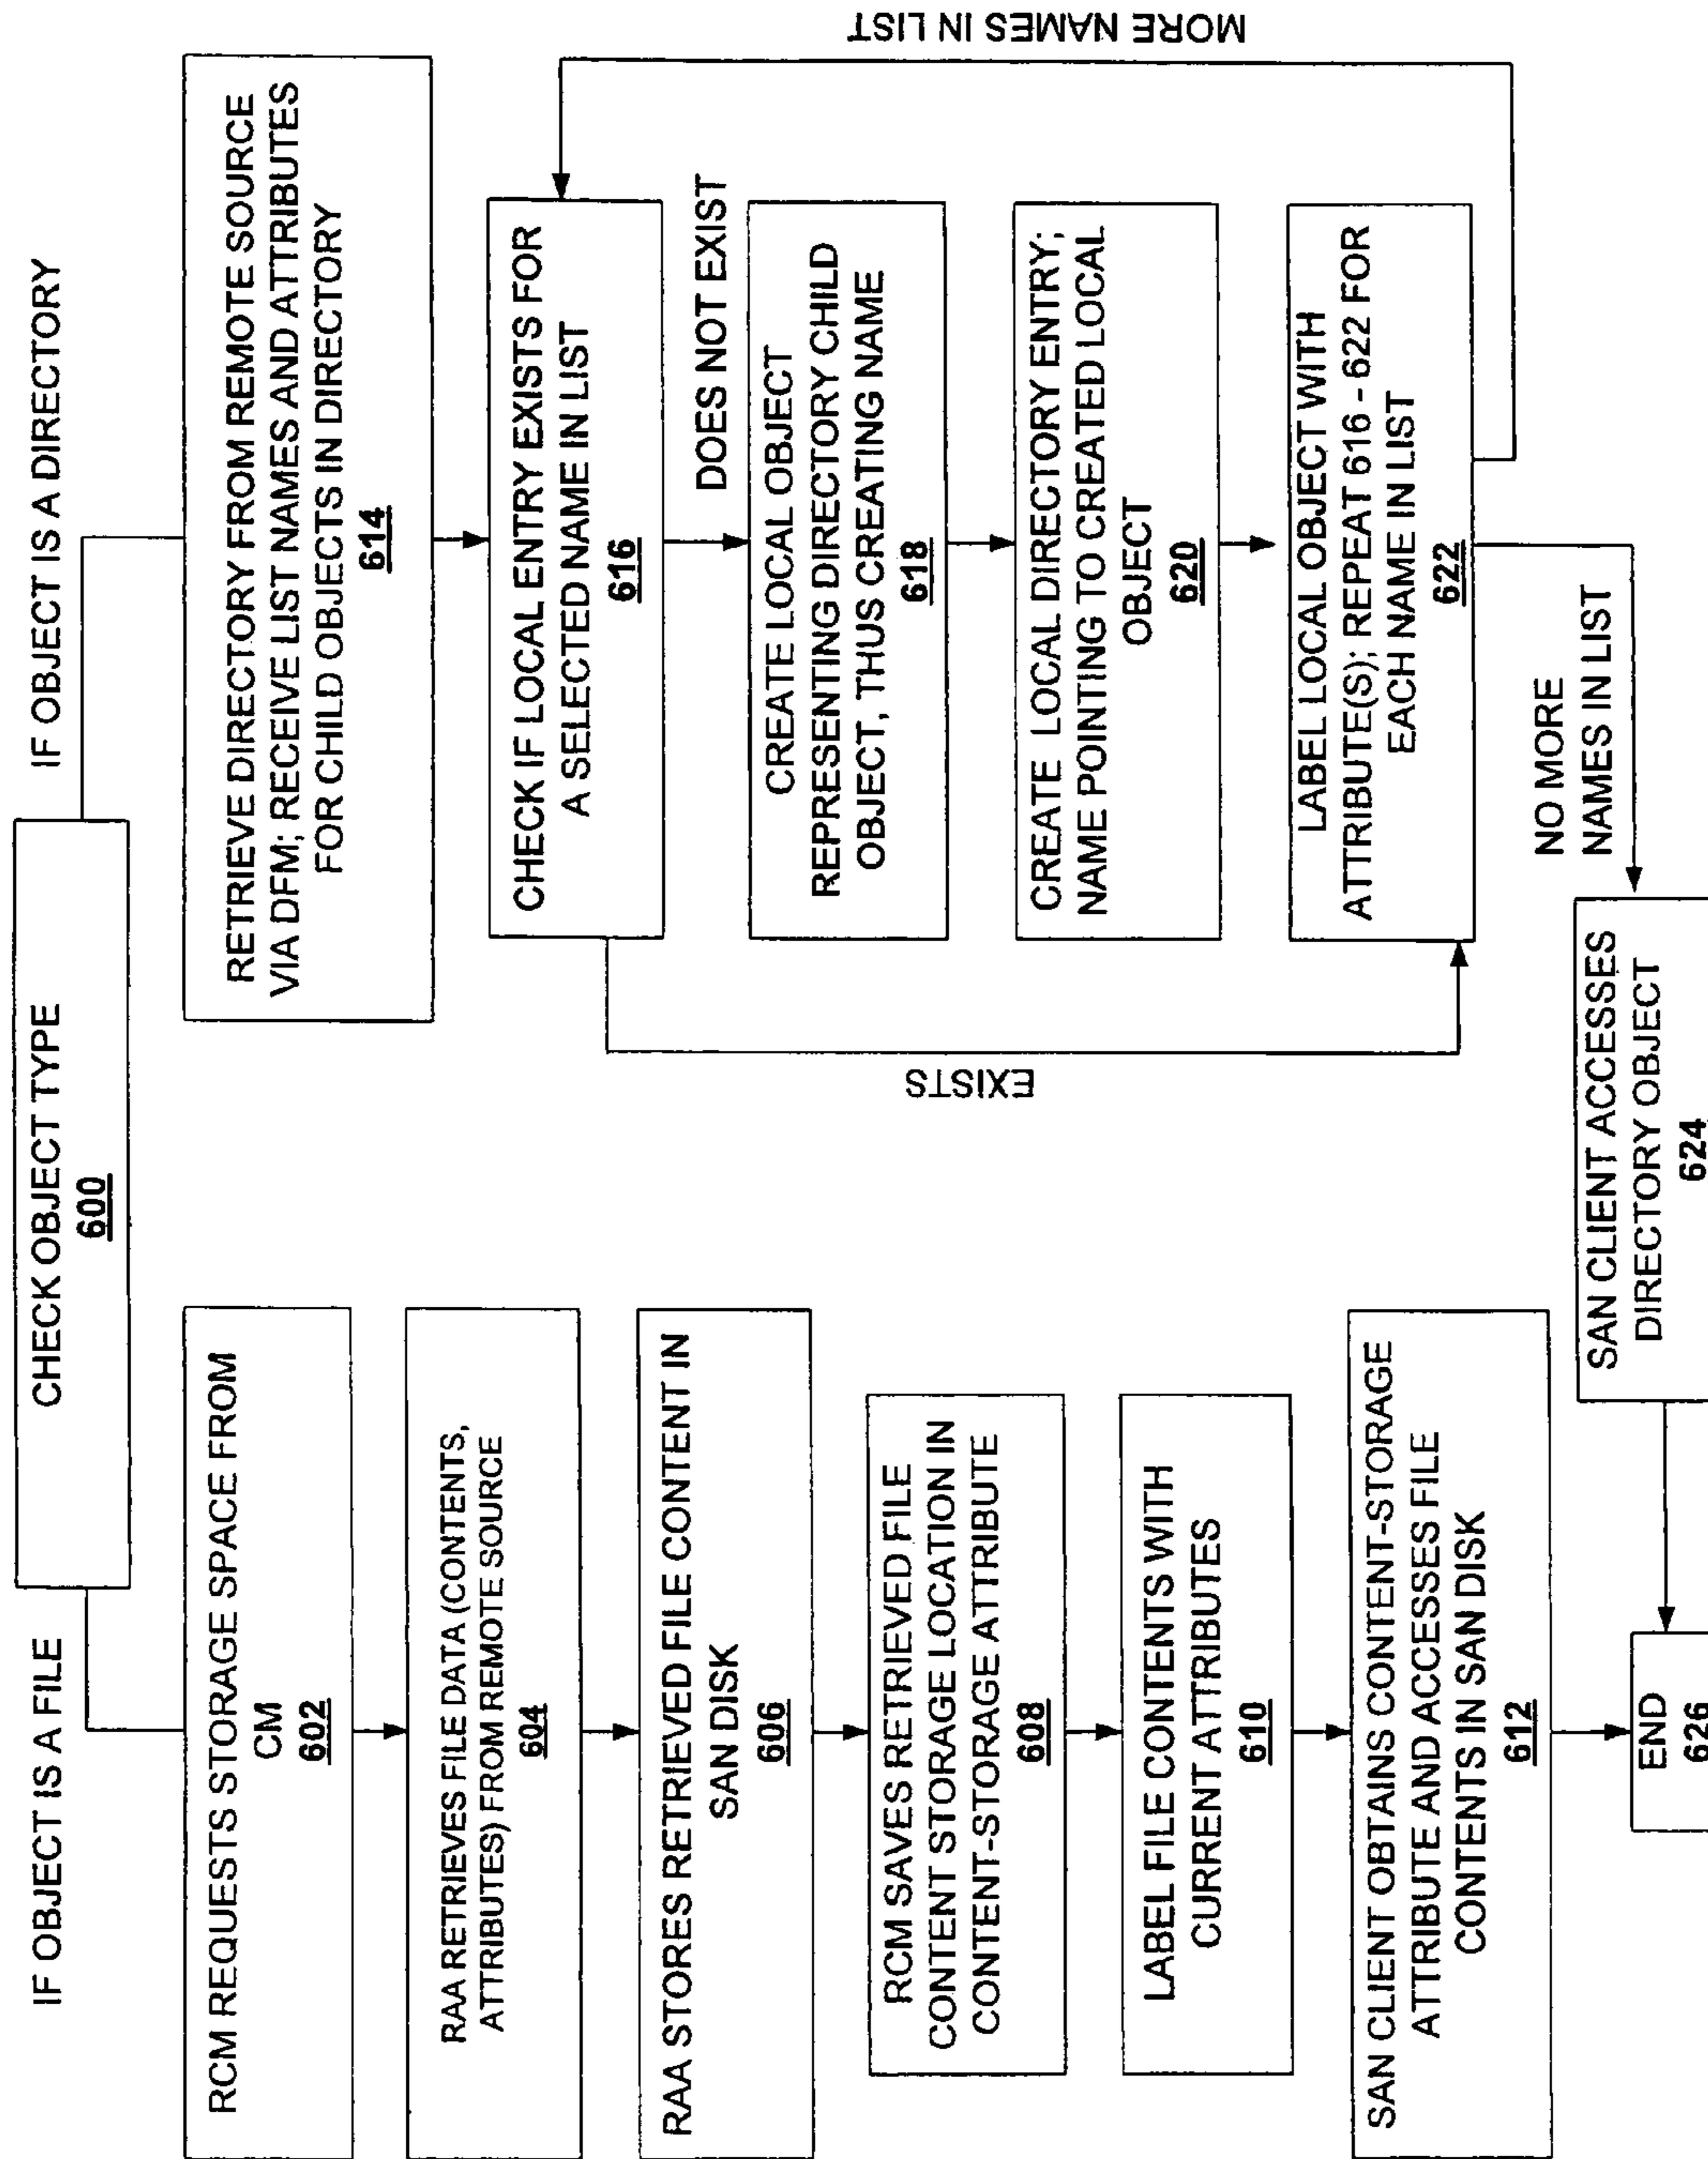 CHECK OBJECT TYPE
600
IF OBJECT IS A FILE
RCM REQUESTS STORAGE SPACE FROM
CM
602
RAA RETRIEVES FILE DATA (CONTENTS,
ATTRIBUTES) FROM REMOTE SOURCE
604
RAA STORES RETRIEVED FILE CONTENT IN
SAN DISK
606
RCM SAVES RETRIEVED FILE
CONTENT STORAGE LOCATION IN
CONTENT-STORAGE ATTRIBUTE
608
LABEL FILE CONTENTS WITH
CURRENT ATTRIBUTES
610
SAN CLIENT OBTAINS CONTENT-STORAGE
ATTRIBUTE AND ACCESSES FILE
CONTENTS IN SAN DISK
612
IF OBJECT IS A DIRECTORY
RETRIEVE DIRECTORY FROM REMOTE SOURCE
VIA DFM; RECEIVE LIST NAMES AND ATTRIBUTES
FOR CHILD OBJECTS IN DIRECTORY
614
CHECK IF LOCAL ENTRY EXISTS FOR
A SELECTED NAME IN LIST
616
DOES NOT EXIST
EXISTS
CREATE LOCAL OBJECT
REPRESENTING DIRECTORY CHILD
OBJECT, THUS CREATING NAME
618
CREATE LOCAL DIRECTORY ENTRY;
NAME POINTING TO CREATED LOCAL
OBJECT
620
LABEL LOCAL OBJECT WITH
ATTRIBUTE(S); REPEAT 616 - 622 FOR
EACH NAME IN LIST
622
MORE NAMES IN LIST
NO MORE
NAMES IN LIST
SAN CLIENT ACCESSES
DIRECTORY OBJECT
624
END
626